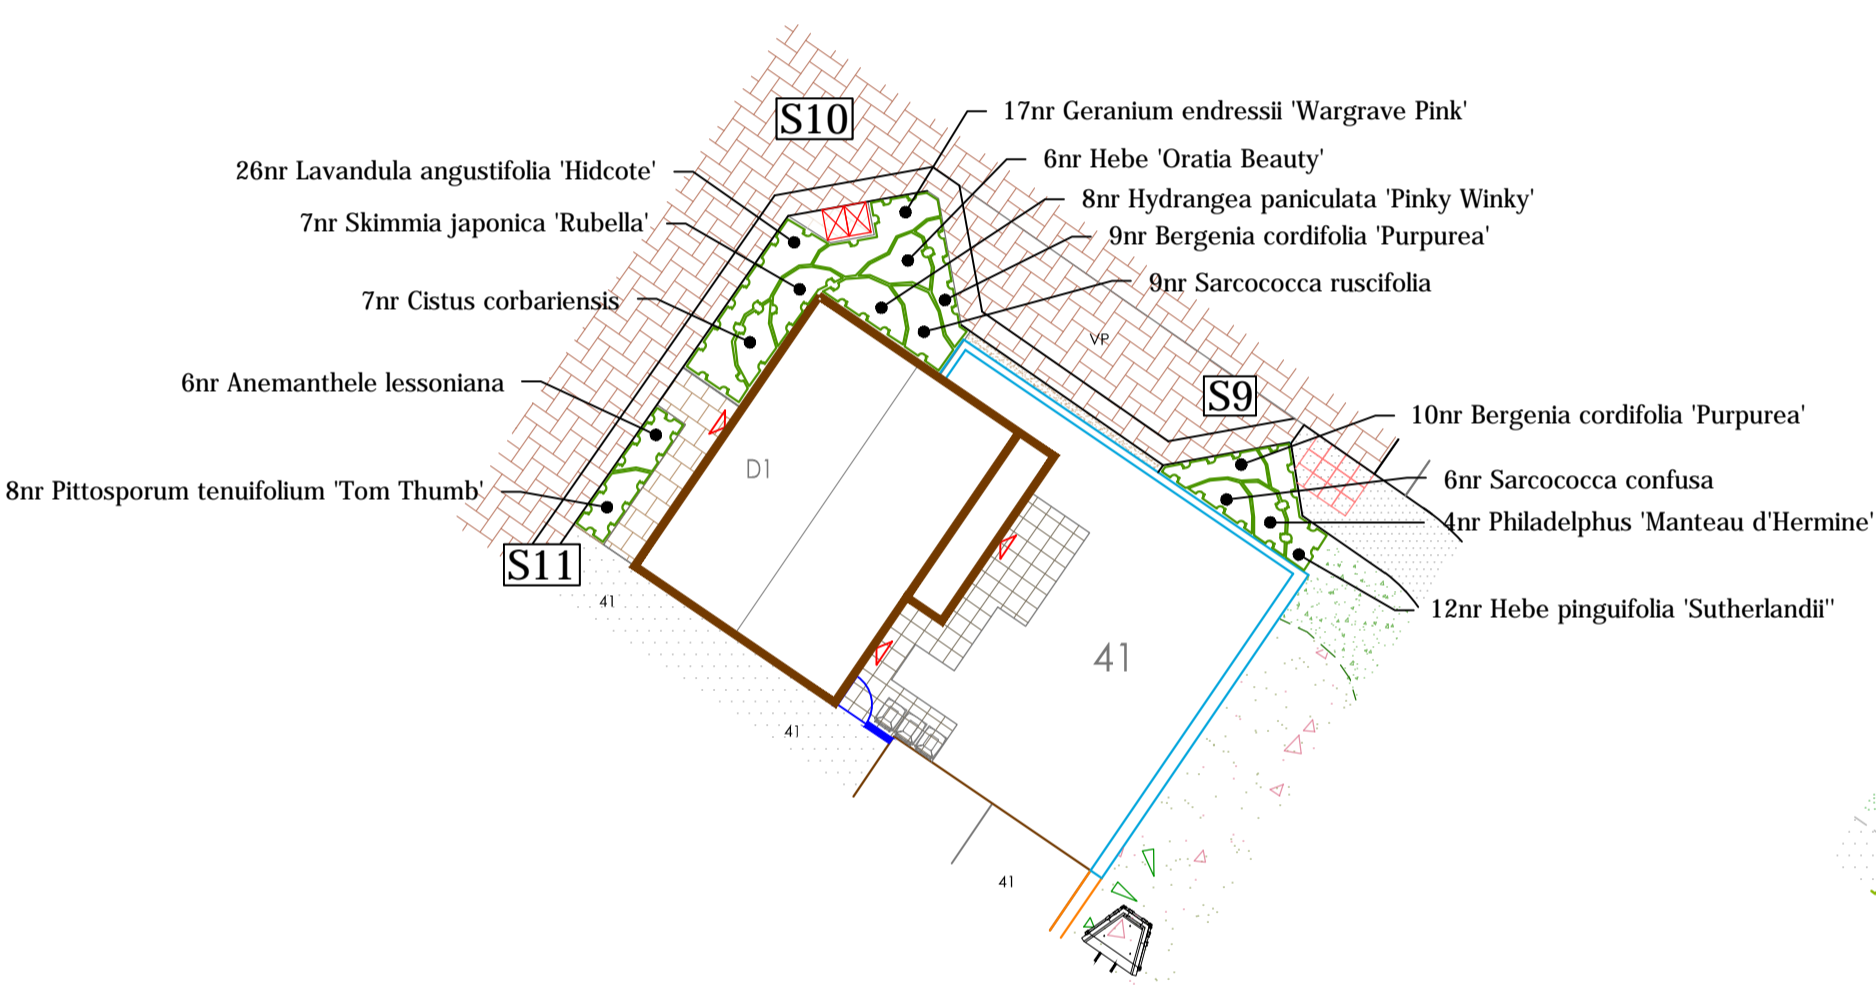 S10
17nr Geranium endressii 'Wargrave Pink'
6nr Hebe 'Oratia Beauty'
26nr Lavandula angustifolia 'Hidcote'
8nr Hydrangea paniculata 'Pinky Winky'
7nr Skimmia japonica 'Rubella'
9nr Bergenia cordifolia 'Purpurea'
9nr Sarcococca ruscifolia
7nr Cistus corbariensis
VP
6nr Anemanthele lessoniana
S9
10nr Bergenia cordifolia 'Purpurea'
D1
6nr Sarcococca confusa
8nr Pittosporum tenuifolium 'Tom Thumb'
4nr Philadelphus 'Manteau d'Hermine'
S11
41
12nr Hebe pinguifolia 'Sutherlandii''
41
41
41